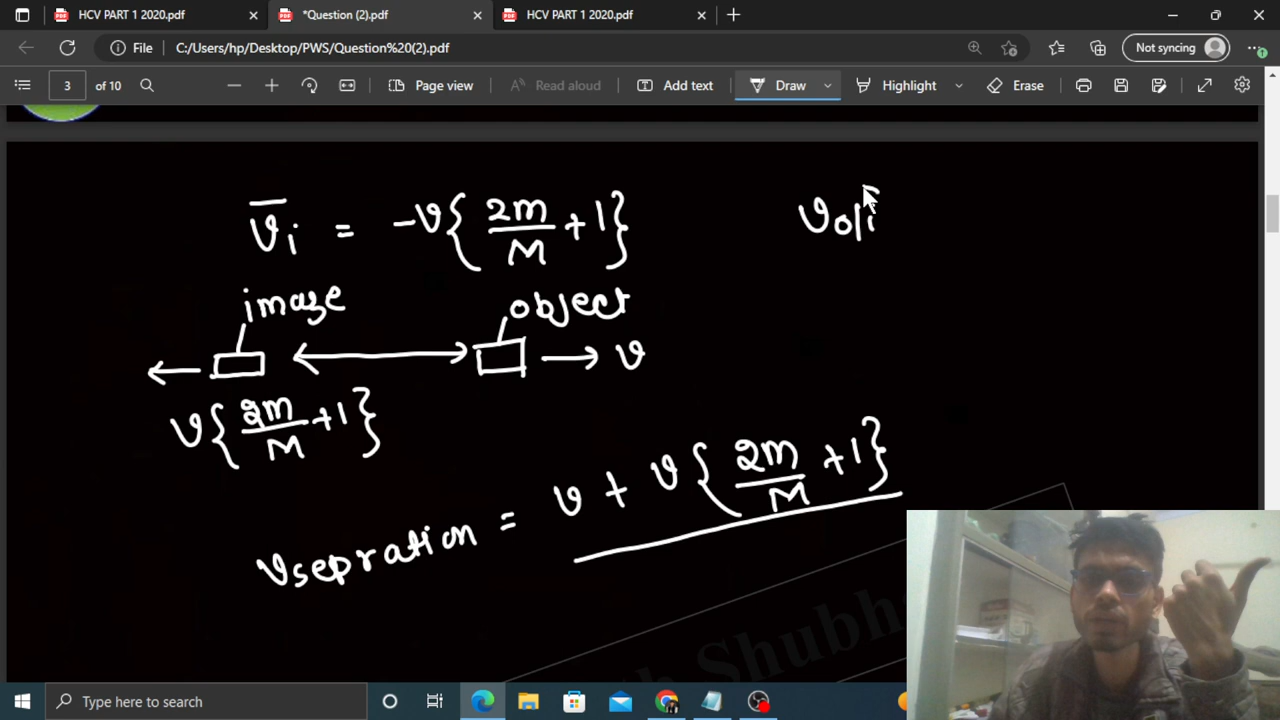 HCV PART 1 2020.pdf
*Question (2).pdf
HCV PART 1 2020.pdf
File
C:/Users/hp/Desktop/PWS/Question%20(2).pdf
Not syncing
3
of 10
Page view
Read aloud
Add text
Draw
Highlight
Erase
v̄i = -v{2m/M + 1}
vo/i
image
object
v
v{2m/M + 1}
vsepration = v + v{2m/M + 1}
Shubh
Type here to search